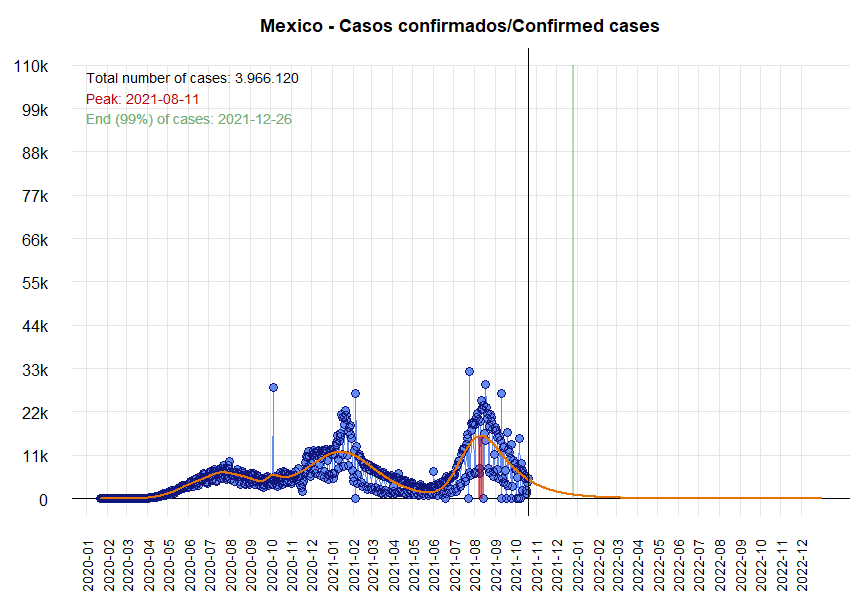 Mexico - Casos confirmados/Confirmed cases
110k
Total number of cases: 3.966.120
Peak: 2021-08-11
End (99%) of cases: 2021-12-26
99k
88k
77k
66k
55k
44k
33k
22k
11k
0
2020-01
2020-02
2020-03
2020-04
2020-05
2020-06
2020-07
2020-08
2020-09
2020-10
2020-11
2020-12
2021-01
2021-02
2021-03
2021-04
2021-05
2021-06
2021-07
2021-08
2021-09
2021-10
2021-11
2021-12
2022-01
2022-02
2022-03
2022-04
2022-05
2022-06
2022-07
2022-08
2022-09
2022-10
2022-11
2022-12